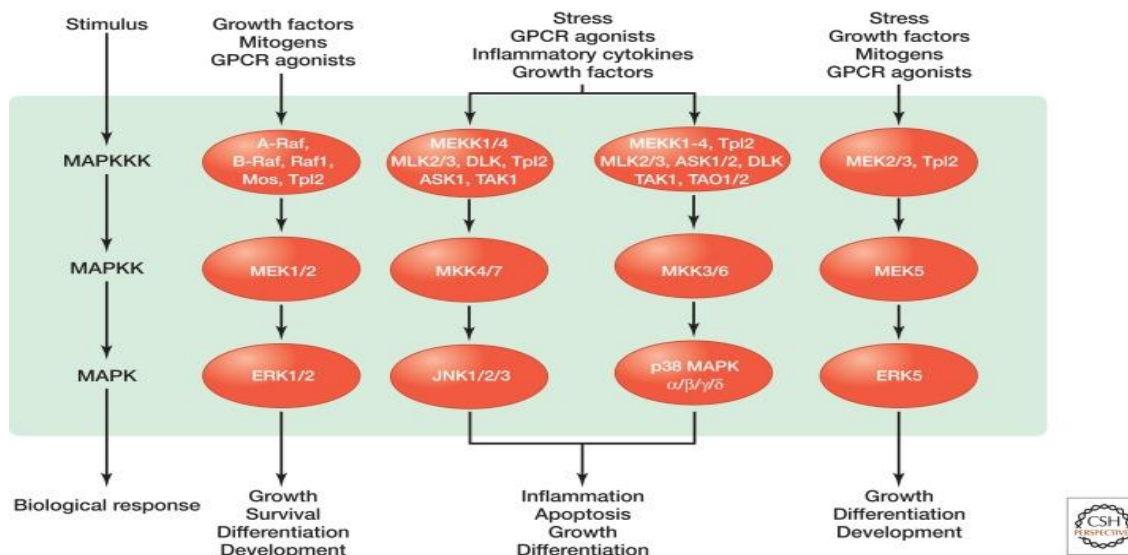 Stimulus
Growth factors
Mitogens
GPCR agonists
Stress
GPCR agonists
Inflammatory cytokines
Growth factors
Stress
Growth factors
Mitogens
GPCR agonists
MAPKKK
A-Raf,
B-Raf, Raf1,
Mos, Tpl2
MEKK1/4
MLK2/3, DLK, Tpl2
ASK1, TAK1
MEKK1-4, Tpl2
MLK2/3, ASK1/2, DLK
TAK1, TAO1/2
MEK2/3, Tpl2
MAPKK
MEK1/2
MKK4/7
MKK3/6
MEK5
MAPK
ERK1/2
JNK1/2/3
p38 MAPK
α/β/γ/δ
ERK5
Biological response
Growth
Survival
Differentiation
Development
Inflammation
Apoptosis
Growth
Differentiation
Growth
Differentiation
Development
CSH
PERSPECTIVES